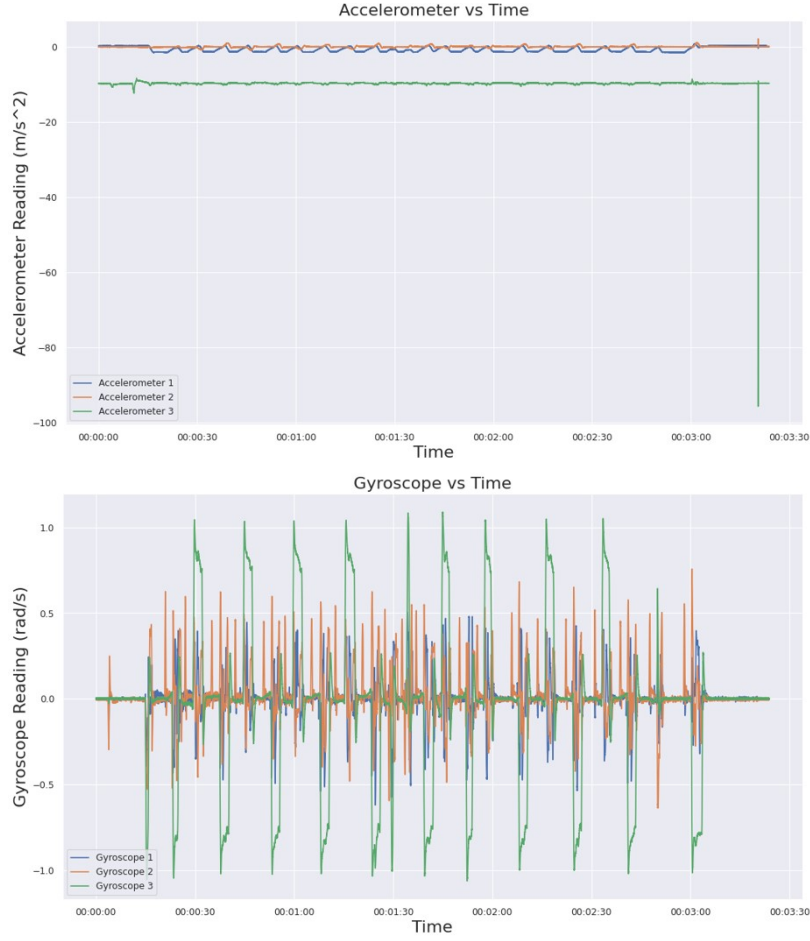 Accelerometer vs Time
Accelerometer Reading (m/s^2)
0
−20
−40
−60
−80
−100
Accelerometer 1
Accelerometer 2
Accelerometer 3
00:00:00 00:00:30 00:01:00 00:01:30 00:02:00 00:02:30 00:03:00 00:03:30
Time
Gyroscope vs Time
Gyroscope Reading (rad/s)
1.0
0.5
0.0
−0.5
−1.0
Gyroscope 1
Gyroscope 2
Gyroscope 3
00:00:00 00:00:30 00:01:00 00:01:30 00:02:00 00:02:30 00:03:00 00:03:30
Time